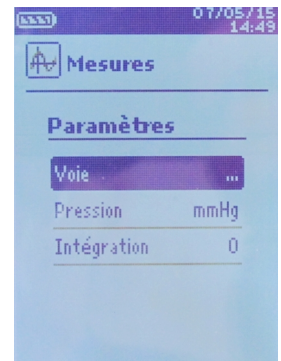 07/05/15
14:49
Mesures
Paramètres
Voie ...
Pression mmHg
Intégration 0